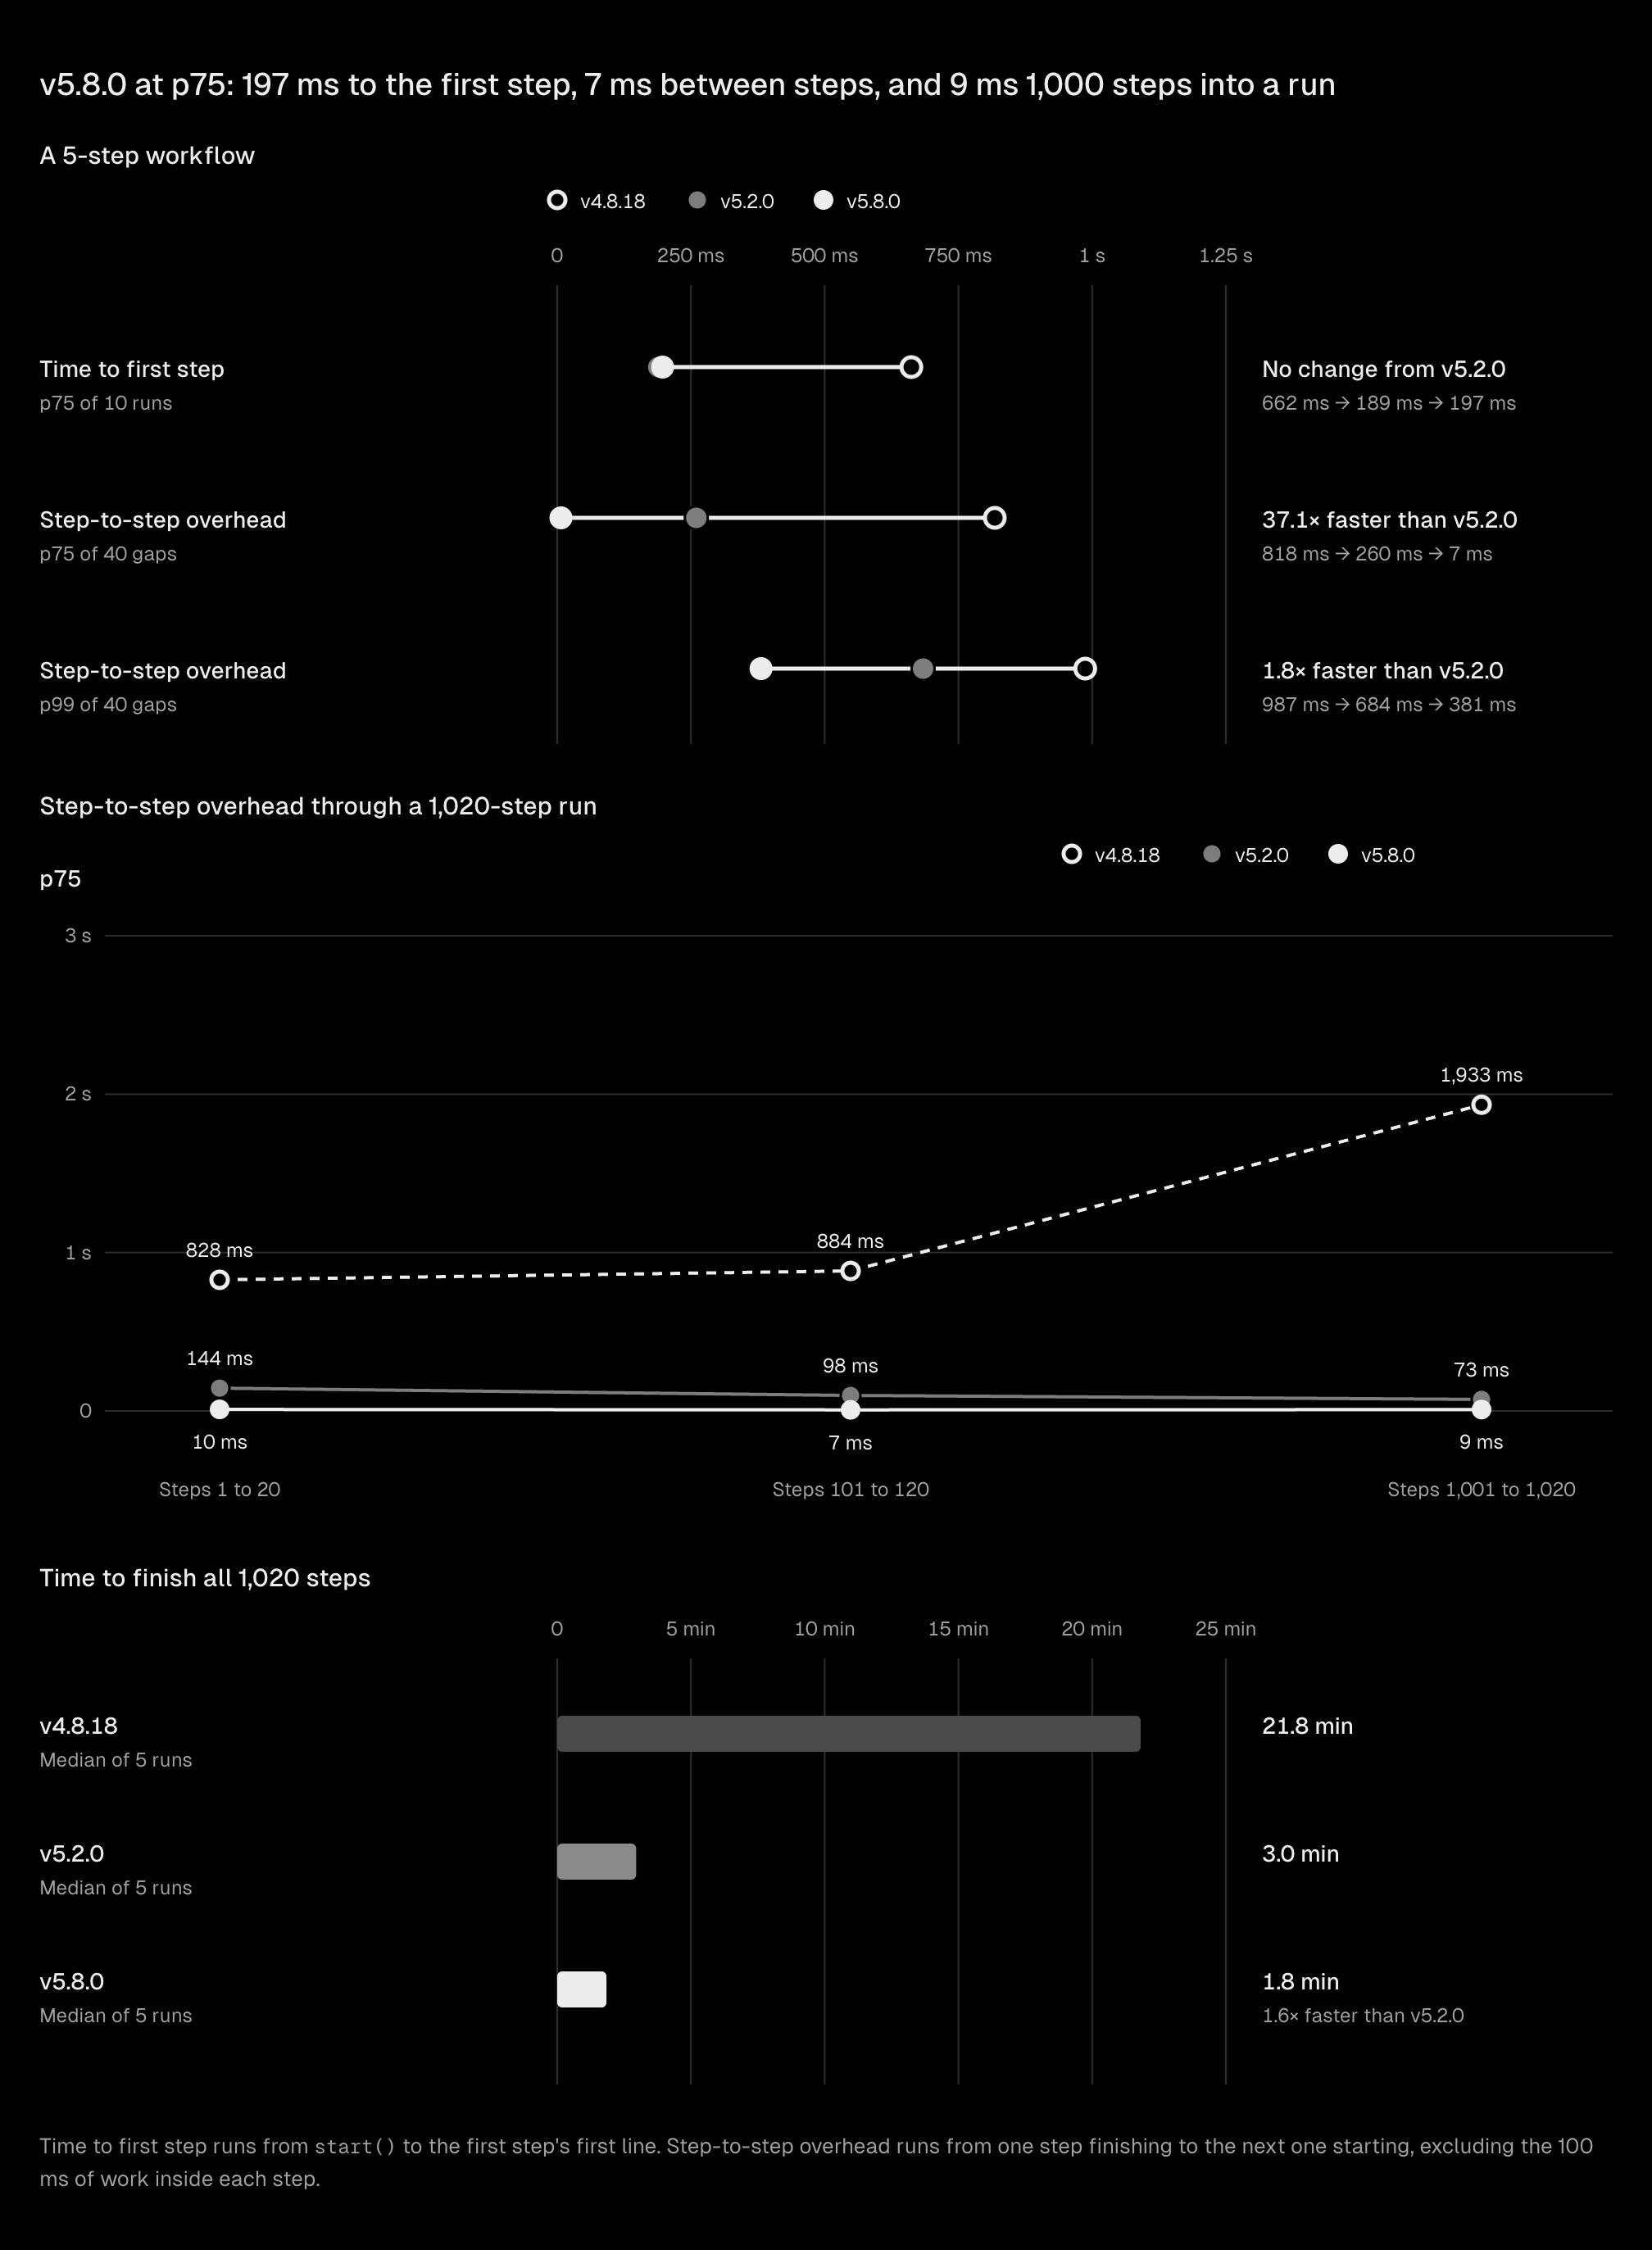 v5.8.0 at p75: 197 ms to the first step, 7 ms between steps, and 9 ms 1,000 steps into a run
A 5-step workflow
v4.8.18 v5.2.0 v5.8.0
0 250 ms 500 ms 750 ms 1 s 1.25 s
Time to first step
p75 of 10 runs
No change from v5.2.0
662 ms → 189 ms → 197 ms
Step-to-step overhead
p75 of 40 gaps
37.1× faster than v5.2.0
818 ms → 260 ms → 7 ms
Step-to-step overhead
p99 of 40 gaps
1.8× faster than v5.2.0
987 ms → 684 ms → 381 ms
Step-to-step overhead through a 1,020-step run
v4.8.18 v5.2.0 v5.8.0
p75
3 s
2 s
1,933 ms
1 s
828 ms
884 ms
144 ms
98 ms
73 ms
0
10 ms
7 ms
9 ms
Steps 1 to 20
Steps 101 to 120
Steps 1,001 to 1,020
Time to finish all 1,020 steps
0 5 min 10 min 15 min 20 min 25 min
v4.8.18
Median of 5 runs
21.8 min
v5.2.0
Median of 5 runs
3.0 min
v5.8.0
Median of 5 runs
1.8 min
1.6× faster than v5.2.0
Time to first step runs from start() to the first step's first line. Step-to-step overhead runs from one step finishing to the next one starting, excluding the 100
ms of work inside each step.